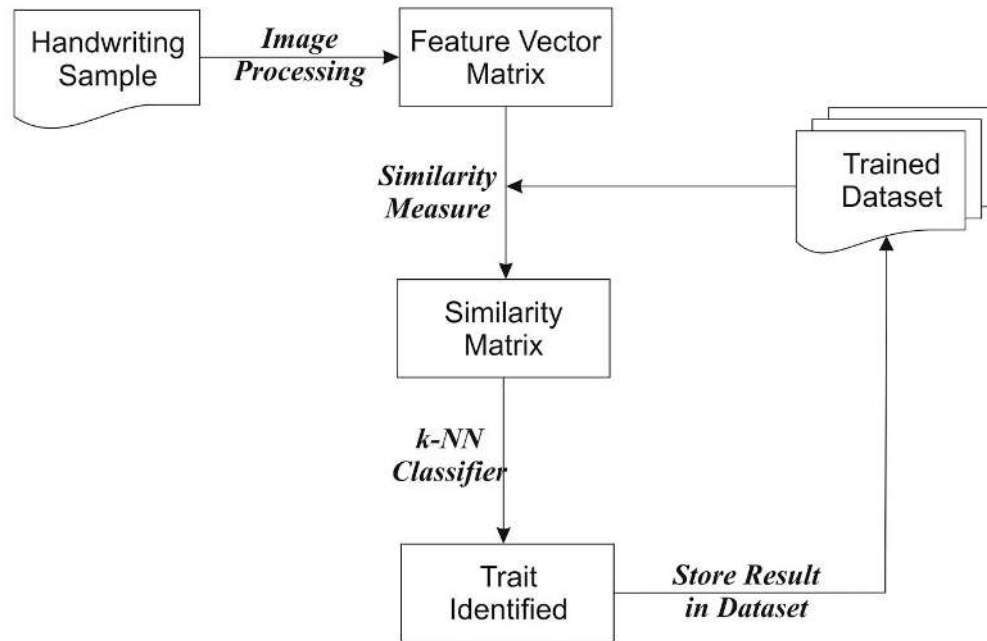 Handwriting
Sample
Image
Processing
Feature Vector
Matrix
Similarity
Measure
Trained
Dataset
Similarity
Matrix
k-NN
Classifier
Trait
Identified
Store Result
in Dataset